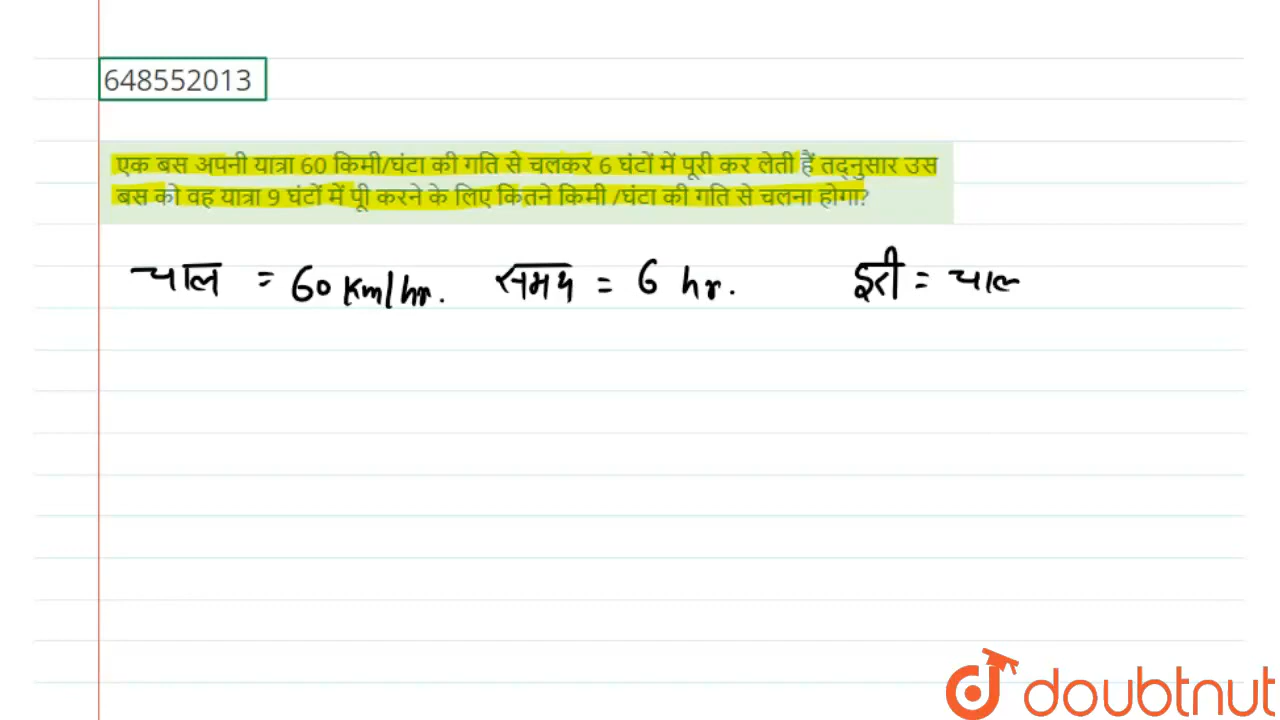 648552013
एक बस अपनी यात्रा 60 किमी/घंटा की गति से चलकर 6 घंटों में पूरी कर लेती हैं तद्नुसार उस
बस को वह यात्रा 9 घंटों में पूी करने के लिए कितने किमी /घंटा की गति से चलना होगा?
चाल = 60 Km/hr. समय = 6 hr. दूरी = चाल
doubtnut